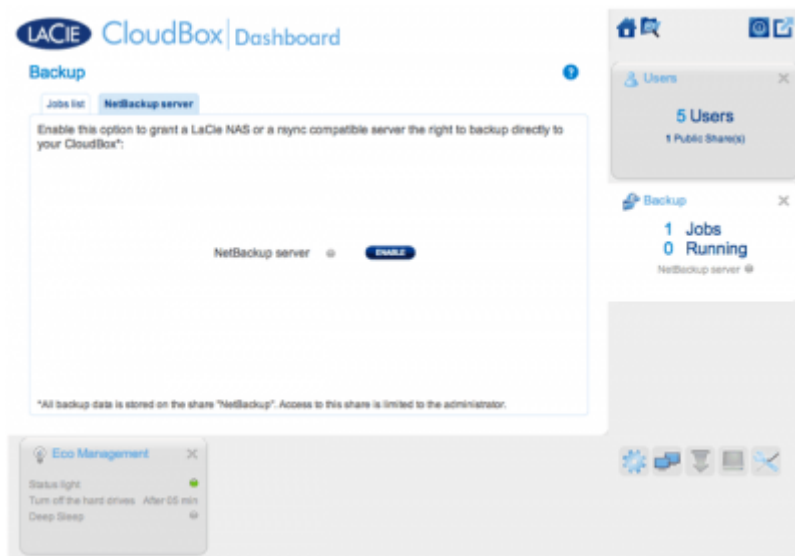 LACIE CloudBox | Dashboard
Backup
Jobs list NetBackup server
Enable this option to grant a LaCie NAS or a rsync compatible server the right to backup directly to
your CloudBox*:
NetBackup server ENABLE
*All backup data is stored on the share "NetBackup". Access to this share is limited to the administrator.
Users
5 Users
1 Public Share(s)
Backup
1 Jobs
0 Running
NetBackup server
Eco Management
Status light
Turn off the hard drives After 05 min
Deep Sleep